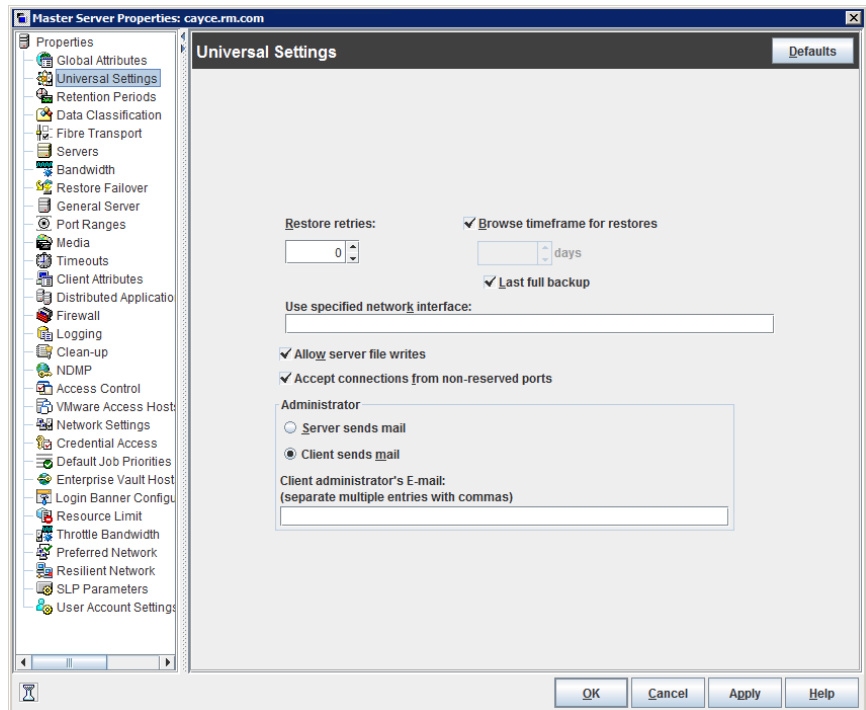 Master Server Properties: cayce.rm.com
Properties
Global Attributes
Universal Settings
Retention Periods
Data Classification
Fibre Transport
Servers
Bandwidth
Restore Failover
General Server
Port Ranges
Media
Timeouts
Client Attributes
Distributed Applicatio
Firewall
Logging
Clean-up
NDMP
Access Control
VMware Access Hosts
Network Settings
Credential Access
Default Job Priorities
Enterprise Vault Host
Login Banner Configu
Resource Limit
Throttle Bandwidth
Preferred Network
Resilient Network
SLP Parameters
User Account Settings
Universal Settings
Defaults
Restore retries:
Browse timeframe for restores
0
days
Last full backup
Use specified network interface:
Allow server file writes
Accept connections from non-reserved ports
Administrator
Server sends mail
Client sends mail
Client administrator's E-mail:
(separate multiple entries with commas)
OK Cancel Apply Help